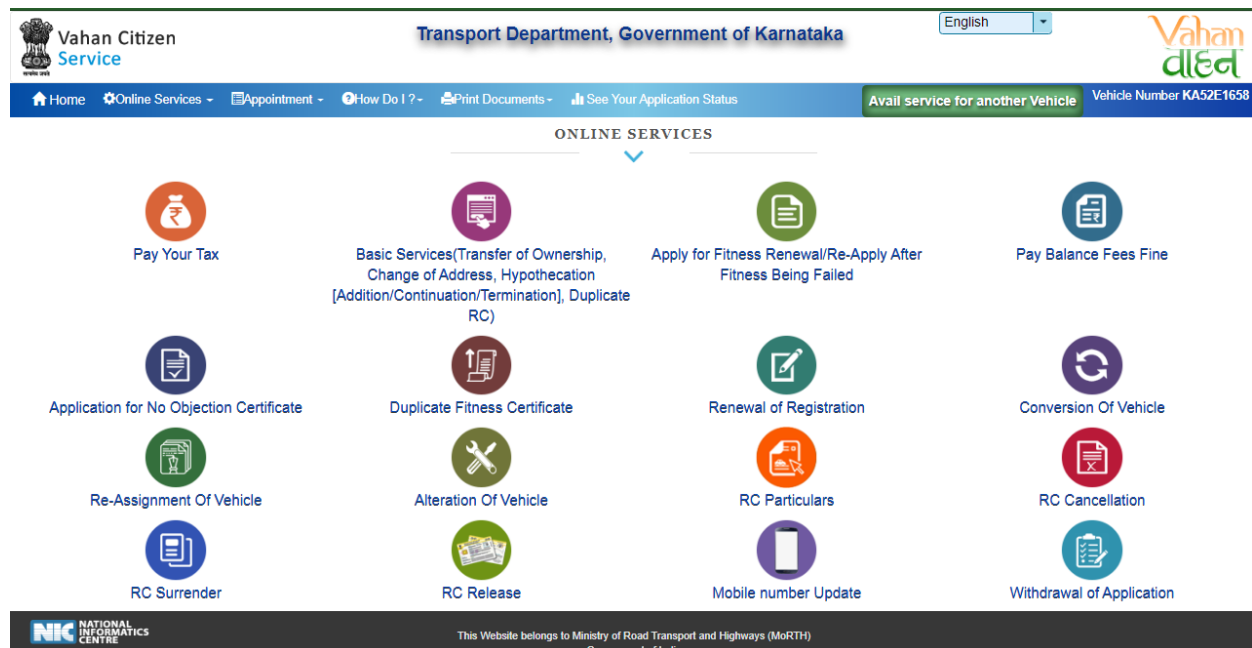 Vahan Citizen
Service
सत्यमेव जयते
Transport Department, Government of Karnataka
English
Vahan
वाहन
Home Online Services Appointment How Do I ? Print Documents See Your Application Status Avail service for another Vehicle Vehicle Number KA52E1658
ONLINE SERVICES
Pay Your Tax
Basic Services(Transfer of Ownership,
Change of Address, Hypothecation
[Addition/Continuation/Termination], Duplicate
RC)
Apply for Fitness Renewal/Re-Apply After
Fitness Being Failed
Pay Balance Fees Fine
Application for No Objection Certificate
Duplicate Fitness Certificate
Renewal of Registration
Conversion Of Vehicle
Re-Assignment Of Vehicle
Alteration Of Vehicle
RC Particulars
RC Cancellation
RC Surrender
RC Release
Mobile number Update
Withdrawal of Application
NIC NATIONAL
INFORMATICS
CENTRE
This Website belongs to Ministry of Road Transport and Highways (MoRTH)